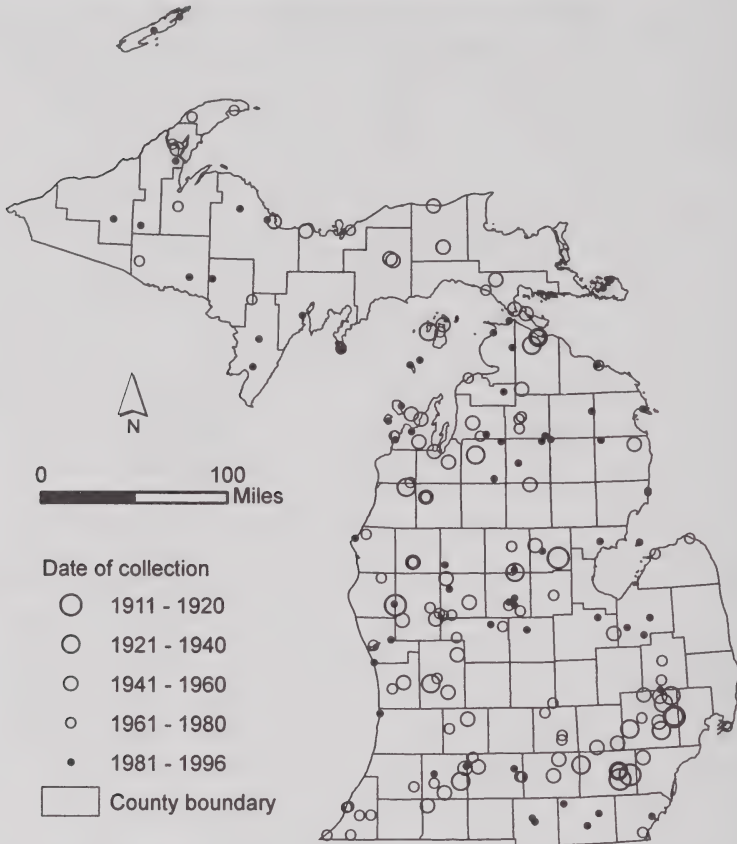 N
0 100
Miles
Date of collection
1911 - 1920
1921 - 1940
1941 - 1960
1961 - 1980
1981 - 1996
County boundary